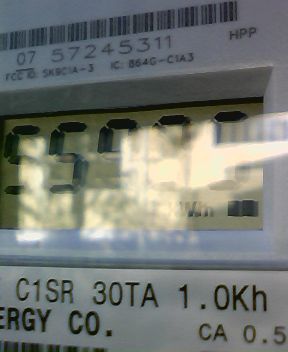 07 57245311
HPP
FCC ID: SK9C1A-3 IC: 864G-C1A3
C1SR 30TA 1.0Kh
ERGY CO.
CA 0.5